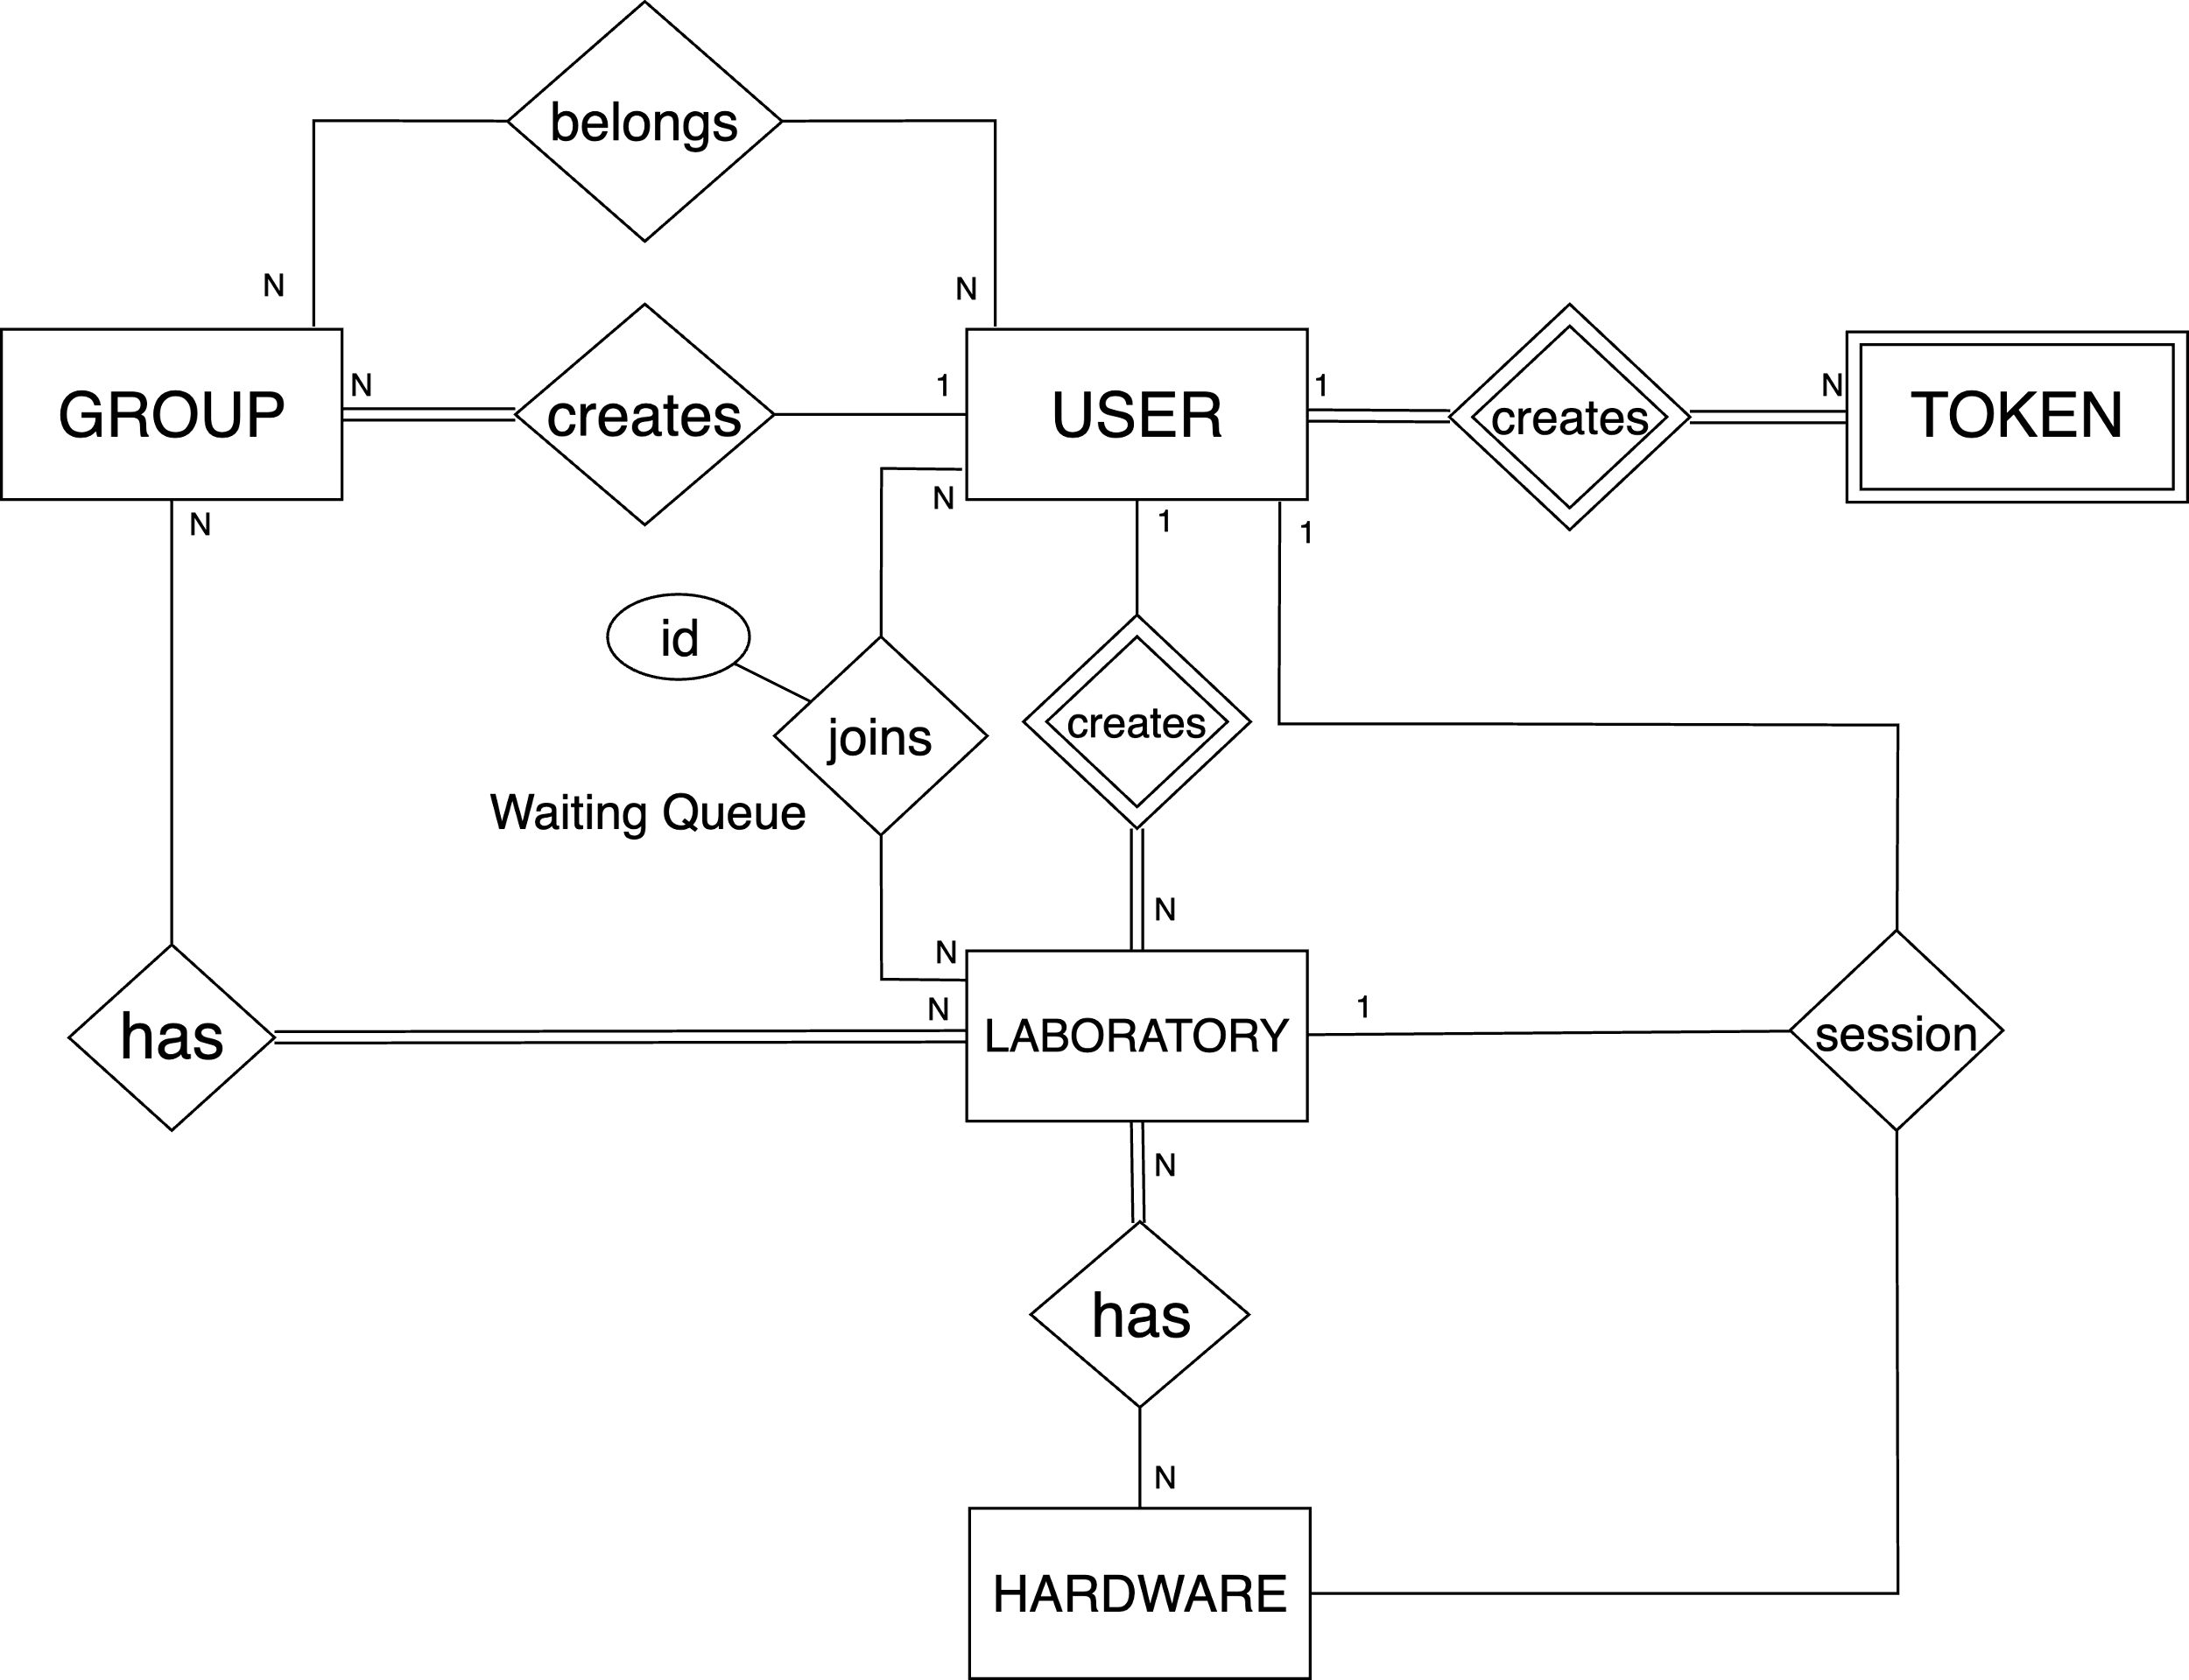 belongs
N
N
GROUP
N
creates
1
USER
1
creates
N
TOKEN
N
N
1
1
id
joins
creates
Waiting Queue
N
N
N
has
LABORATORY
1
session
N
has
N
HARDWARE